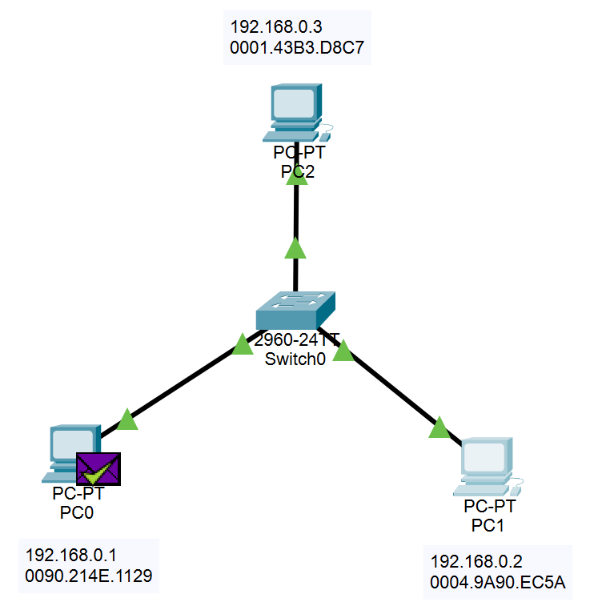 192.168.0.3
0001.43B3.D8C7
PC-PT
PC2
2960-24TT
Switch0
PC-PT
PC0
192.168.0.1
0090.214E.1129
PC-PT
PC1
192.168.0.2
0004.9A90.EC5A